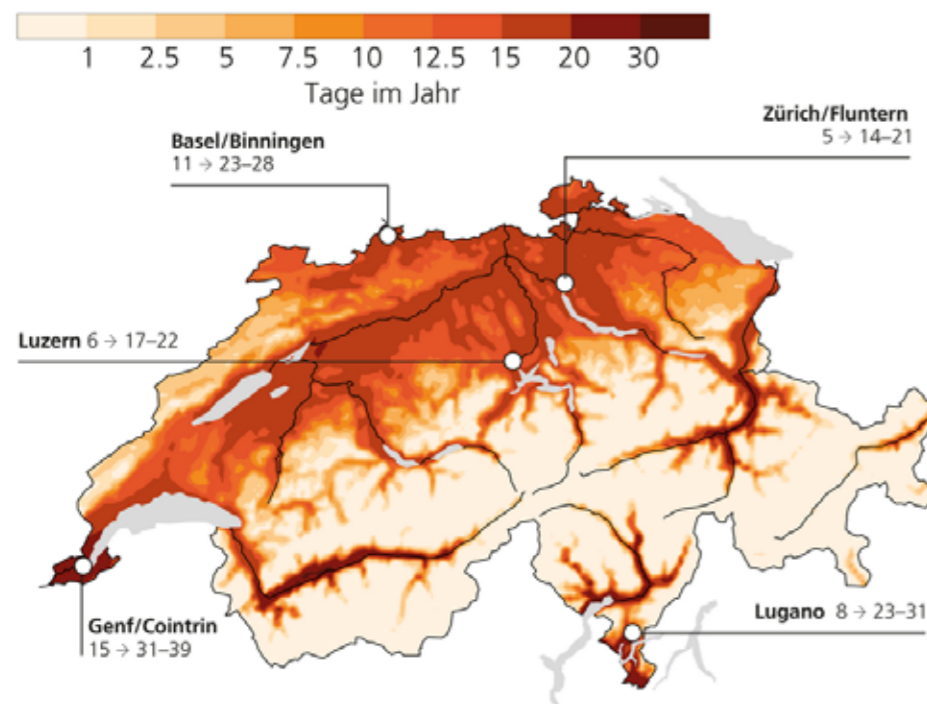 1 2.5 5 7.5 10 12.5 15 20 30
Tage im Jahr
Zürich/Fluntern
5 → 14–21
Basel/Binningen
11 → 23–28
Luzern 6 → 17–22
Lugano 8 → 23–31
Genf/Cointrin
15 → 31–39